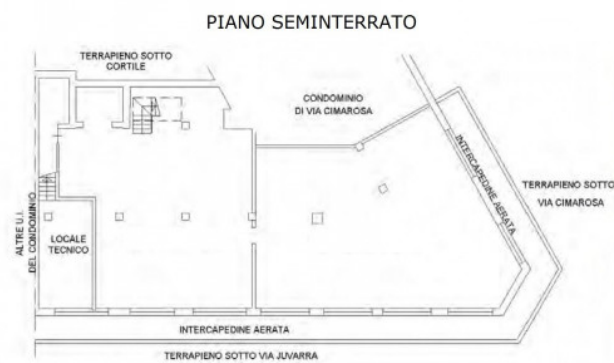 PIANO SEMINTERRATO
TERRAPIENO SOTTO
CORTILE
CONDOMINIO
DI VIA CIMAROSA
INTERCAPEDINE AERATA
TERRAPIENO SOTTO
VIA CIMAROSA
ALTRE U.I.
DEL CONDOMINIO
LOCALE
TECNICO
INTERCAPEDINE AERATA
TERRAPIENO SOTTO VIA JUVARRA